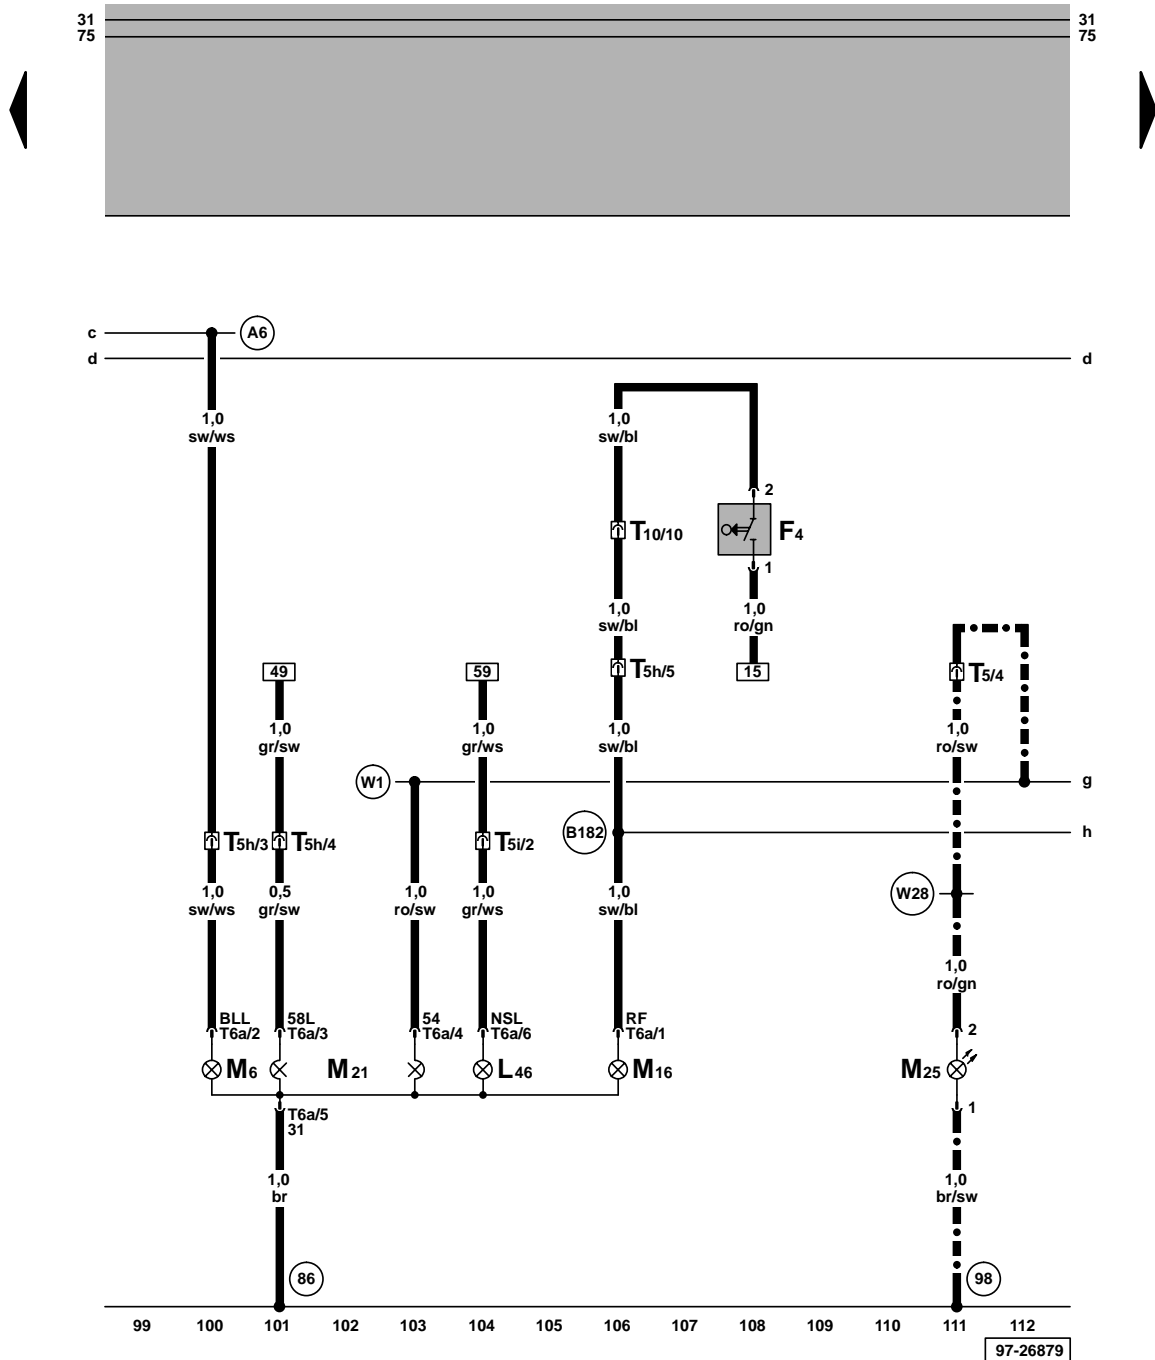 31 31
75 75
c A6
d d
1,0 1,0
sw/ws sw/bl
2
T10/10 F4
1
1,0 1,0
sw/bl ro/gn
49 59 T5h/5 15 T5/4
1,0 1,0 1,0 1,0
gr/sw gr/ws sw/bl ro/sw
W1 g
B182 h
T5h/3 T5h/4 T5i/2
1,0 0,5 1,0 1,0 1,0
sw/ws gr/sw ro/sw gr/ws sw/bl
W28
1,0
ro/gn
BLL 58L 54 NSL RF
T6a/2 T6a/3 T6a/4 T6a/6 T6a/1 2
M6 M21 L46 M16 M25
T6a/5 1
31
1,0 1,0
br br/sw
86 98
99 100 101 102 103 104 105 106 107 108 109 110 111 112
97-26879